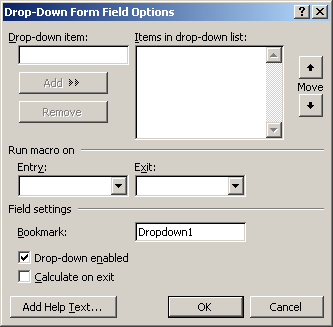 Drop-Down Form Field Options
Drop-down item:
Items in drop-down list:
Add
Move
Remove
Run macro on
Entry:
Exit:
Field settings
Bookmark:
Dropdown1
Drop-down enabled
Calculate on exit
Add Help Text...
OK
Cancel